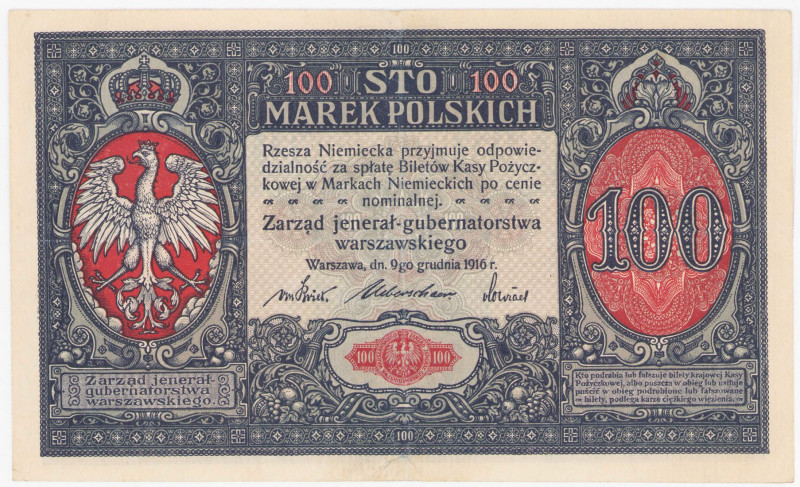 100
100 STO 100
MAREK POLSKICH
Rzesza Niemiecka przyjmuje odpowie-
dzialność za spłatę Biletów Kasy Pożycz-
kowej w Markach Niemieckich po cenie
nominalnej.
Zarząd jenerał-gubernatorstwa
warszawskiego
Warszawa, dn. 9go grudnia 1916 r.
100
100 100
Zarząd jenerał-
gubernatorstwa
warszawskiego.
Kto podrabia lub fałszuje bilety krajowej Kasy
Pożyczkowej, albo puszcza w obieg lub usiłuje
puścić w obieg podrobione lub fałszowane
bilety, podlega karze ciężkiego więzienia.
100